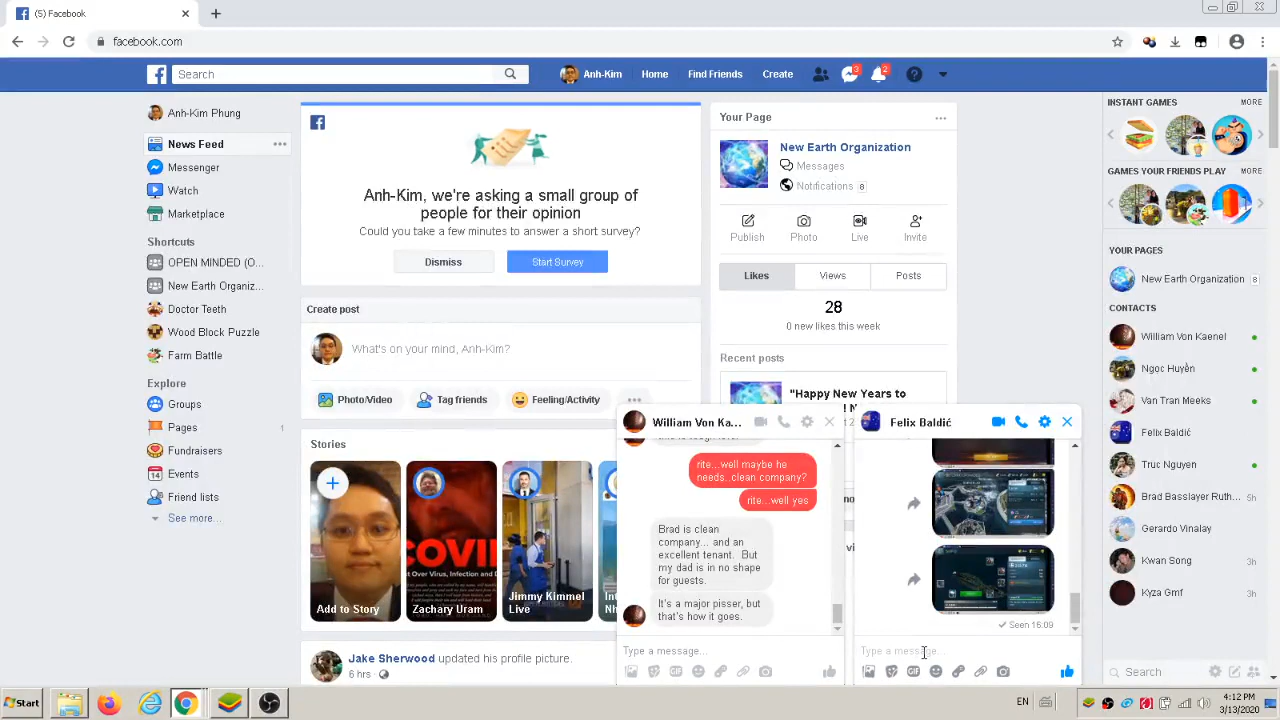 (5) Facebook
facebook.com
Search
Anh-Kim
Home
Find Friends
Create
3
2
Anh-Kim Phung
News Feed
Messenger
Watch
Marketplace
Shortcuts
OPEN MINDED (O...
New Earth Organiz...
Doctor Teeth
Wood Block Puzzle
Farm Battle
Explore
Groups
Pages
1
Fundraisers
Events
Friend lists
See more...
Anh-Kim, we're asking a small group of
people for their opinion
Could you take a few minutes to answer a short survey?
Dismiss
Start Survey
Create post
What's on your mind, Anh-Kim?
Photo/Video
Tag friends
Feeling/Activity
Stories
Add to Story
Zachary Uram
Jimmy Kimmel
Live
Jake Sherwood updated his profile picture.
6 hrs
Your Page
New Earth Organization
Messages
Notifications 8
Publish
Photo
Live
Invite
Likes
Views
Posts
28
0 new likes this week
Recent posts
"Happy New Years to
INSTANT GAMES
MORE
GAMES YOUR FRIENDS PLAY
MORE
YOUR PAGES
New Earth Organization 8
CONTACTS
William Von Kaenel
Ngoc Huyền
Van Tran Meeks
Felix Baldić
Truc Nguyen
Brad Bassler-Ruth...
5h
Gerardo Vinalay
Kwan Song
3h
3h
Search
William Von Ka...
rite...well maybe he
needs..clean company?
rite...well yes
Brad is clean
company... and an
excellent tenant. But
my dad is in no shape
for guests.
It's a major pisser, but
that's how it goes.
Type a message...
Felix Baldić
Seen 16:09
Type a message...
Start
EN
4:12 PM
3/13/2020